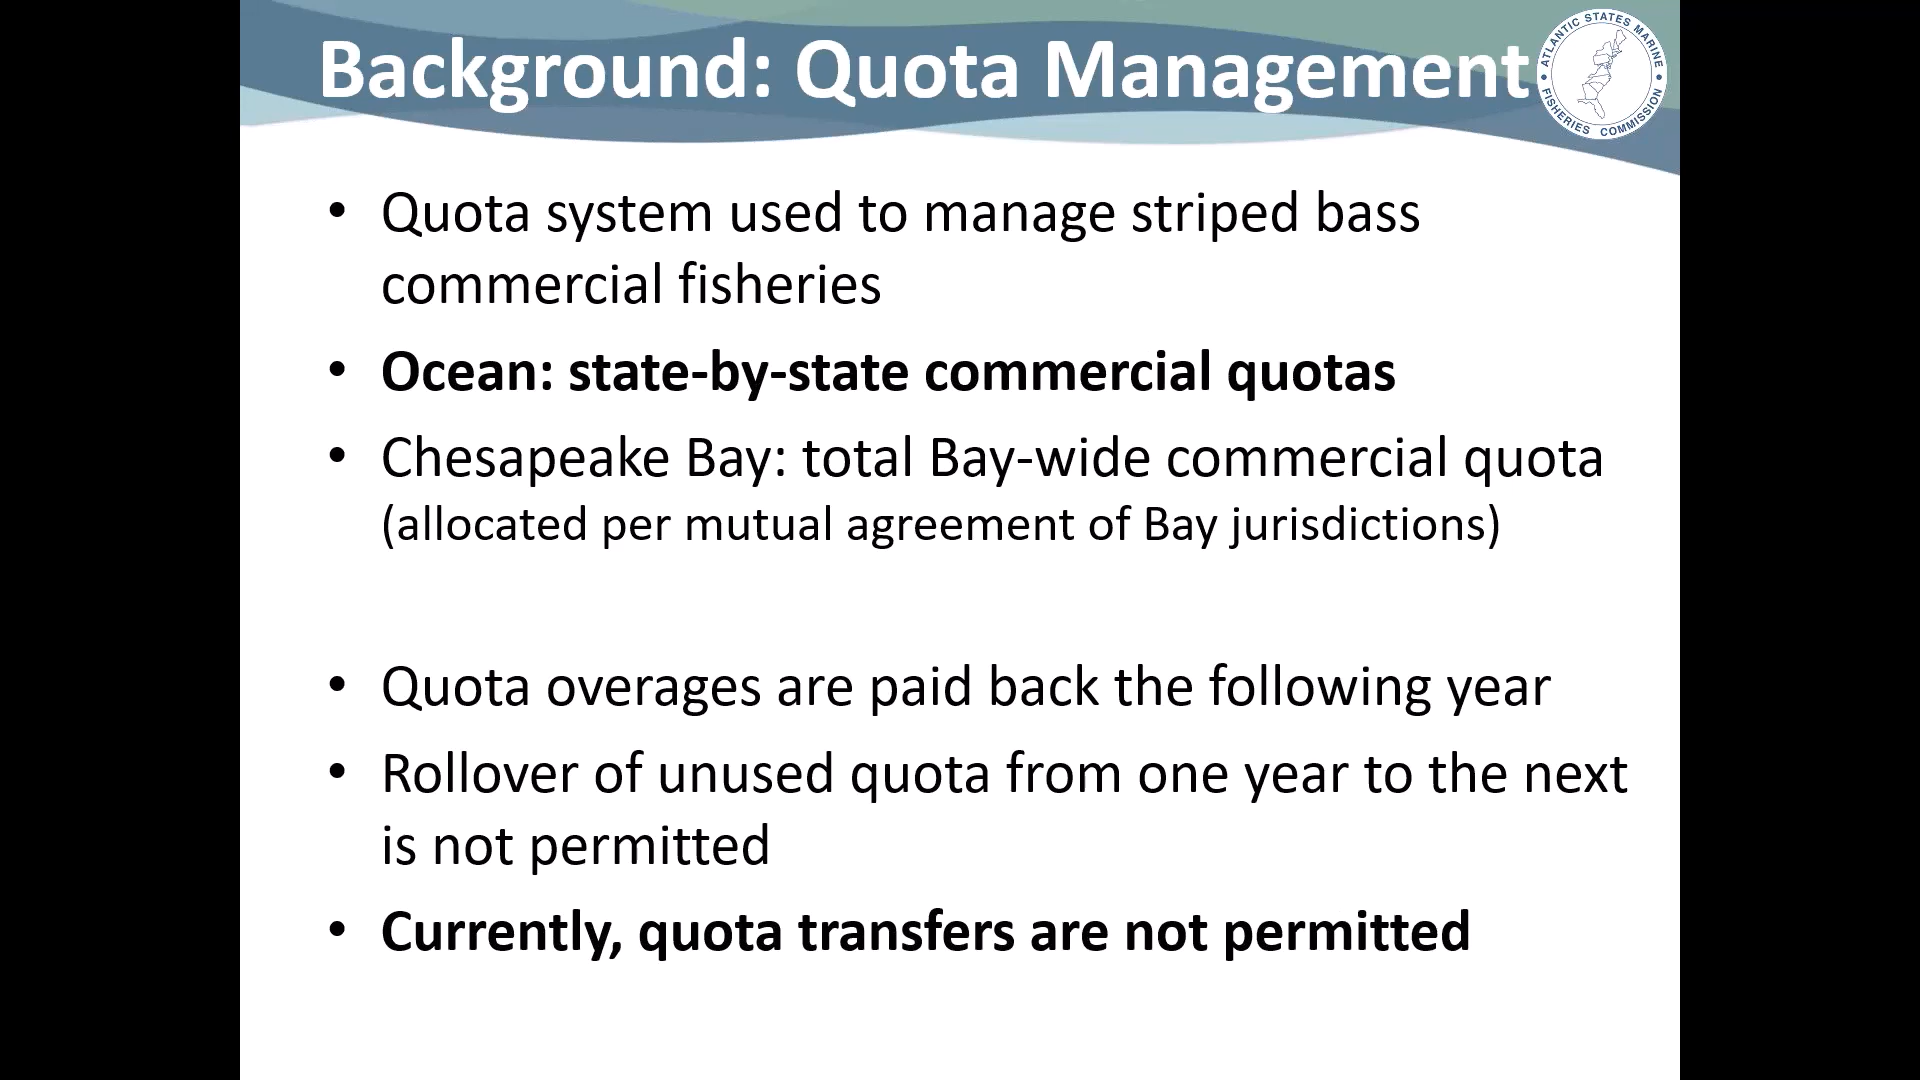 Background: Quota Management
ATLANTIC STATES MARINE
FISHERIES COMMISSION
• Quota system used to manage striped bass
commercial fisheries
• Ocean: state-by-state commercial quotas
• Chesapeake Bay: total Bay-wide commercial quota
(allocated per mutual agreement of Bay jurisdictions)
• Quota overages are paid back the following year
• Rollover of unused quota from one year to the next
is not permitted
• Currently, quota transfers are not permitted